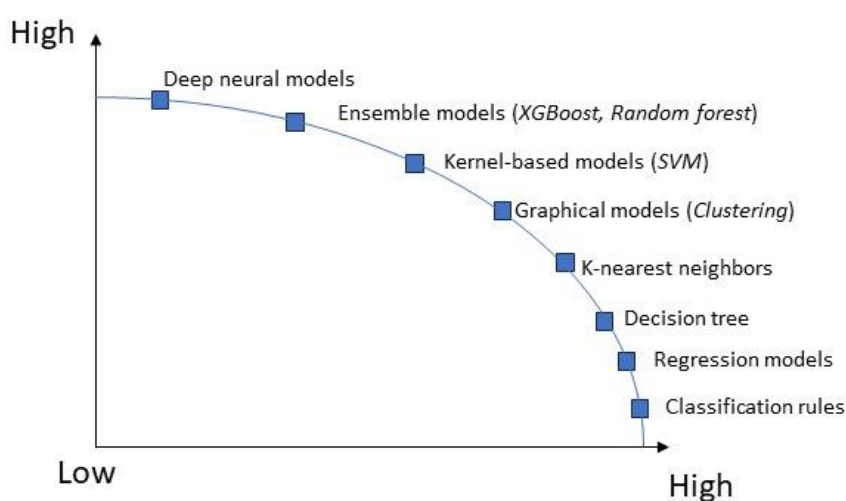 High
Deep neural models
Ensemble models (XGBoost, Random forest)
Kernel-based models (SVM)
Graphical models (Clustering)
K-nearest neighbors
Decision tree
Regression models
Classification rules
Low
High